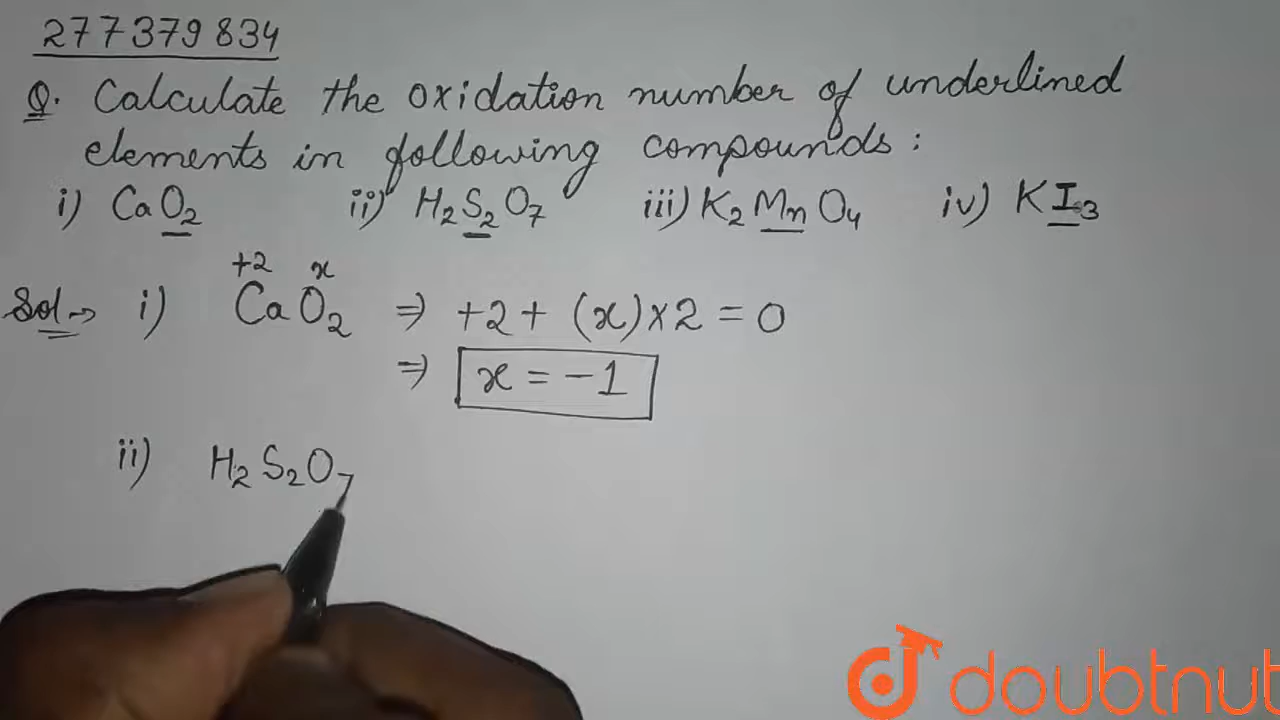 277379834
Q. Calculate the oxidation number of underlined
elements in following compounds :
i) CaO₂ ii) H₂S₂O₇ iii) K₂MnO₄ iv) KI₃
+2 x
Sol→ i) CaO₂ ⇒ +2 + (x)×2 = 0
⇒ x = -1
ii) H₂S₂O₇
doubtnut